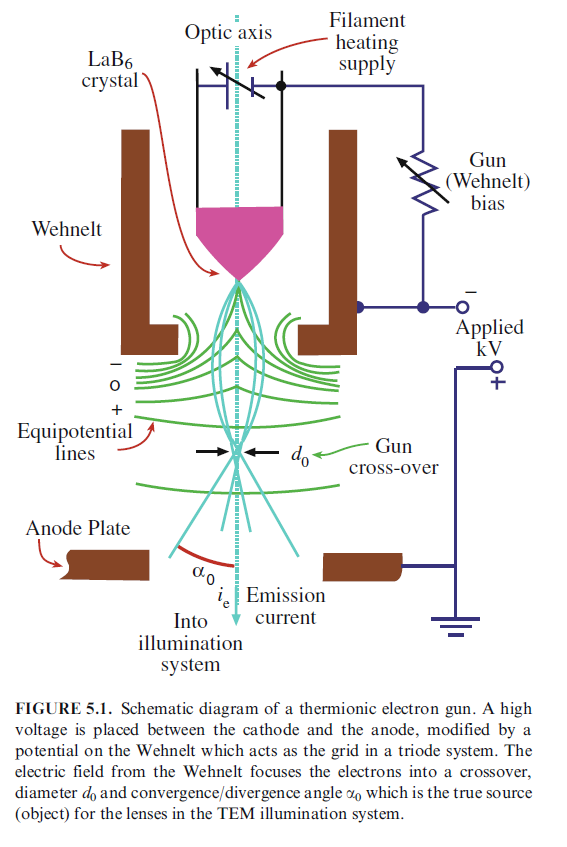 Optic axis
Filament
heating
supply
LaB6
crystal
Gun
(Wehnelt)
bias
Wehnelt
−
Applied
kV
+
−
o
+
Equipotential
lines
d0
Gun
cross-over
Anode Plate
α0
ie
Emission
current
Into
illumination
system
FIGURE 5.1. Schematic diagram of a thermionic electron gun. A high
voltage is placed between the cathode and the anode, modified by a
potential on the Wehnelt which acts as the grid in a triode system. The
electric field from the Wehnelt focuses the electrons into a crossover,
diameter d0 and convergence/divergence angle α0 which is the true source
(object) for the lenses in the TEM illumination system.